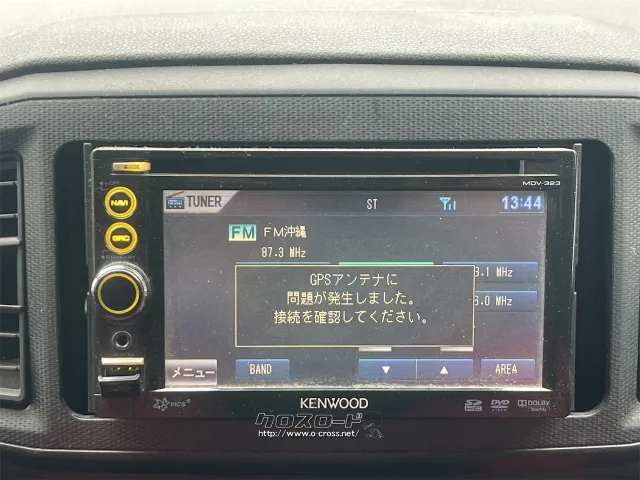 MDV-323
TUNER
ST
13:44
NAVI
SRC
FM FM沖縄
87.3 MHz
3.1 MHz
6.0 MHz
GPSアンテナに
問題が発生しました。
接続を確認してください。
メニュー
BAND
▼
▲
AREA
VICS
KENWOOD
DVD
DOLBY
クロスロード
http://www.o-cross.net/